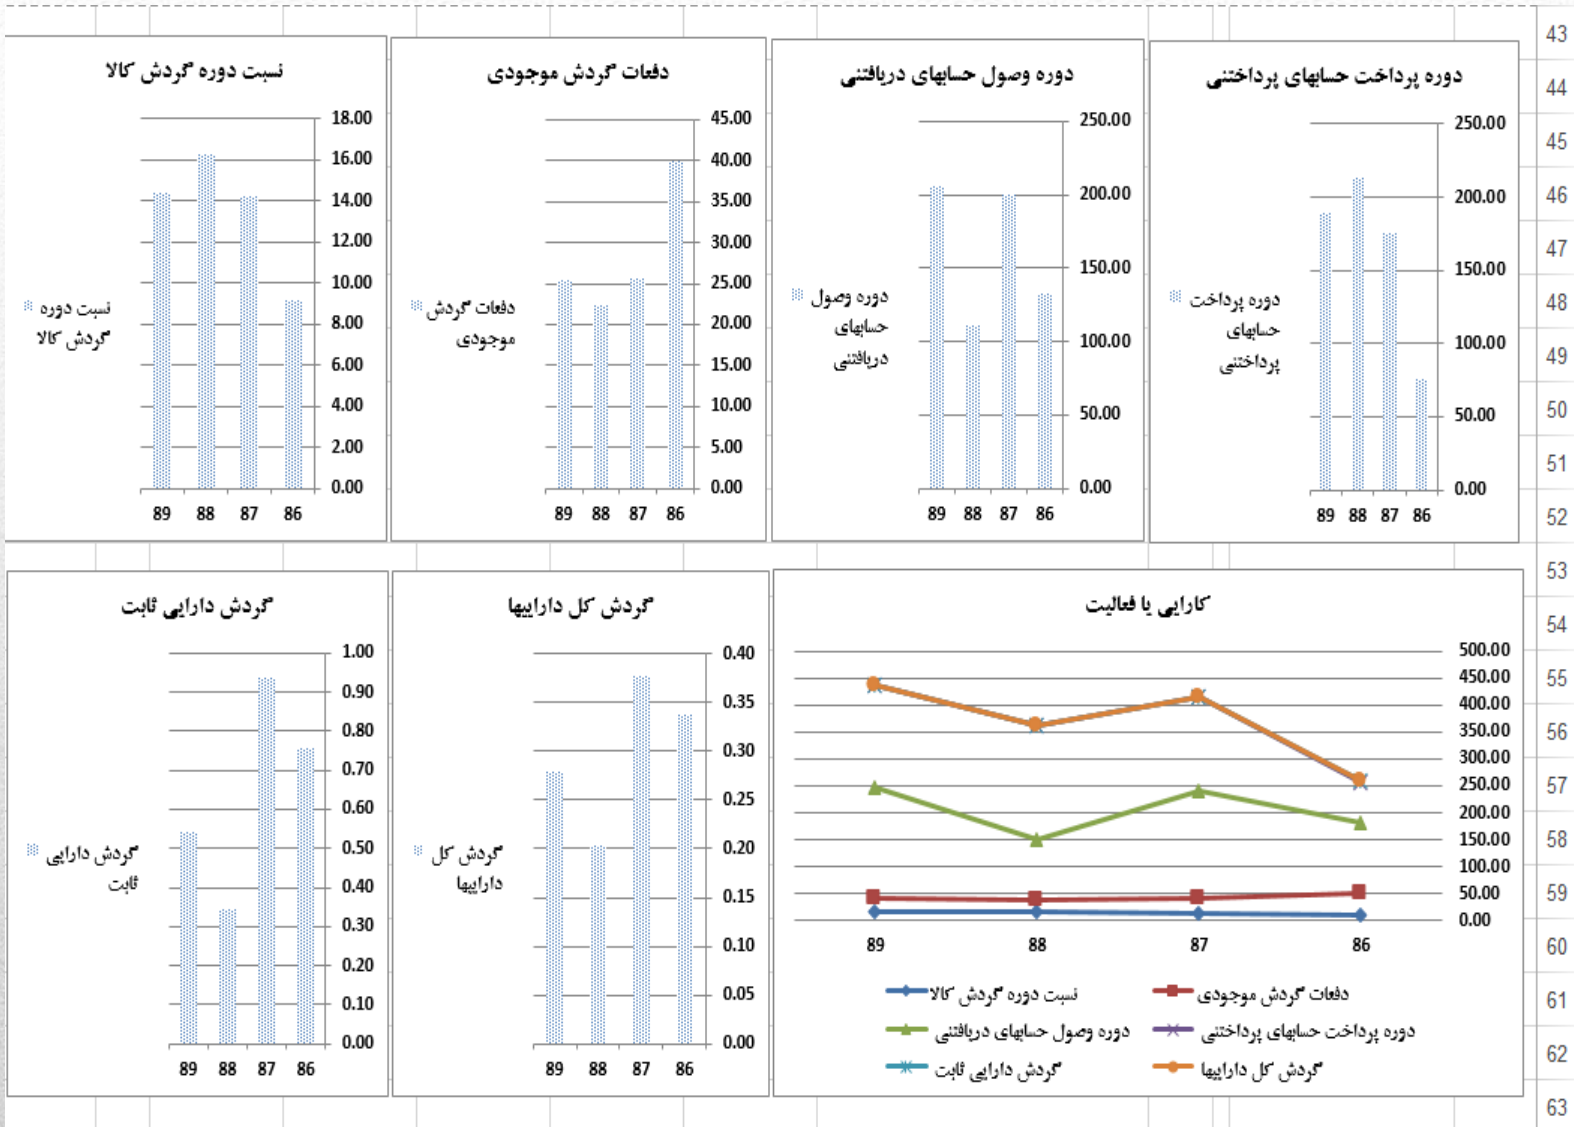 نسبت دوره گردش کالا
18.00
16.00
14.00
12.00
10.00
8.00
6.00
4.00
2.00
0.00
89 88 87 86
نسبت دوره
گردش کالا
دفعات گردش موجودی
45.00
40.00
35.00
30.00
25.00
20.00
15.00
10.00
5.00
0.00
89 88 87 86
دفعات گردش
موجودی
دوره وصول حسابهای دریافتنی
250.00
200.00
150.00
100.00
50.00
0.00
89 88 87 86
دوره وصول
حسابهای
دریافتنی
دوره پرداخت حسابهای پرداختنی
250.00
200.00
150.00
100.00
50.00
0.00
89 88 87 86
دوره پرداخت
حسابهای
پرداختنی
گردش دارایی ثابت
1.00
0.90
0.80
0.70
0.60
0.50
0.40
0.30
0.20
0.10
0.00
89 88 87 86
گردش دارایی
ثابت
گردش کل داراییها
0.40
0.35
0.30
0.25
0.20
0.15
0.10
0.05
0.00
89 88 87 86
گردش کل
داراییها
کارایی یا فعالیت
500.00
450.00
400.00
350.00
300.00
250.00
200.00
150.00
100.00
50.00
0.00
89 88 87 86
نسبت دوره گردش کالا
دفعات گردش موجودی
دوره وصول حسابهای دریافتنی
دوره پرداخت حسابهای پرداختنی
گردش دارایی ثابت
گردش کل داراییها
43
44
45
46
47
48
49
50
51
52
53
54
55
56
57
58
59
60
61
62
63